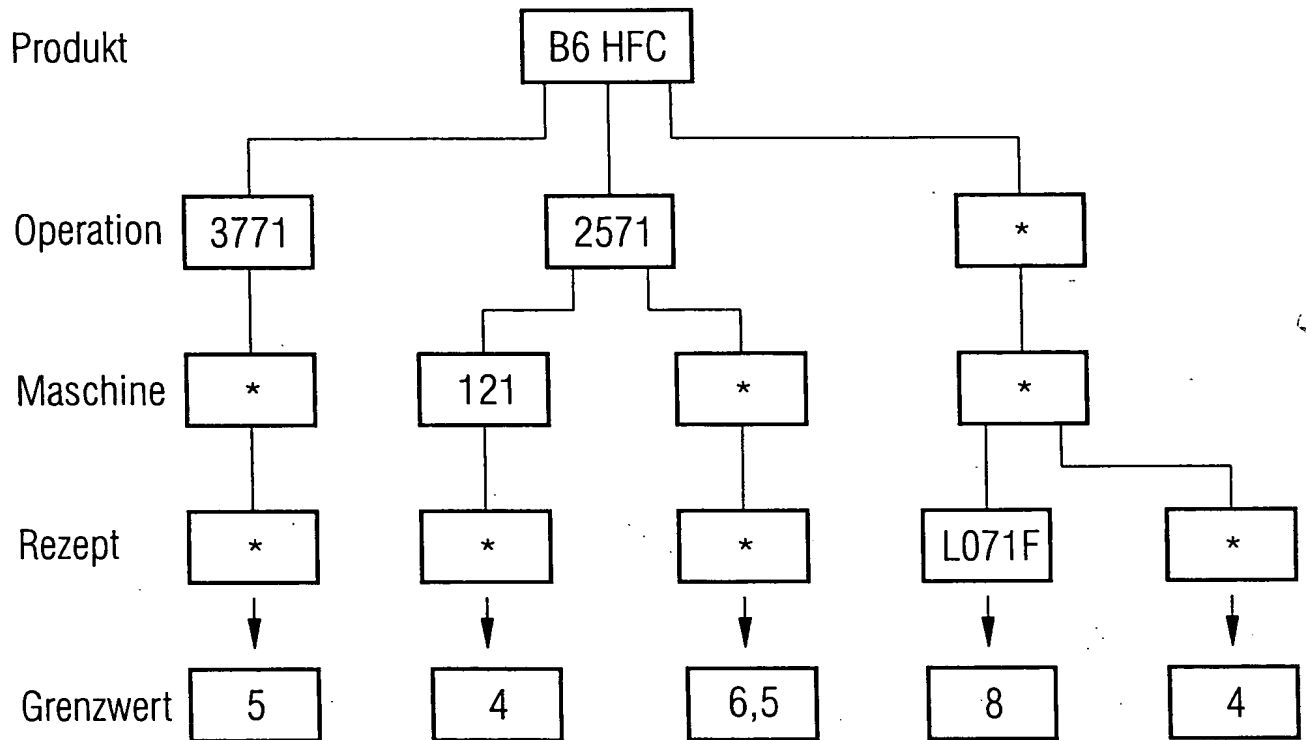 Produkt B6 HFC
Operation 3771 2571 *
Maschine * 121 * *
Rezept * * * L071F *
Grenzwert 5 4 6,5 8 4